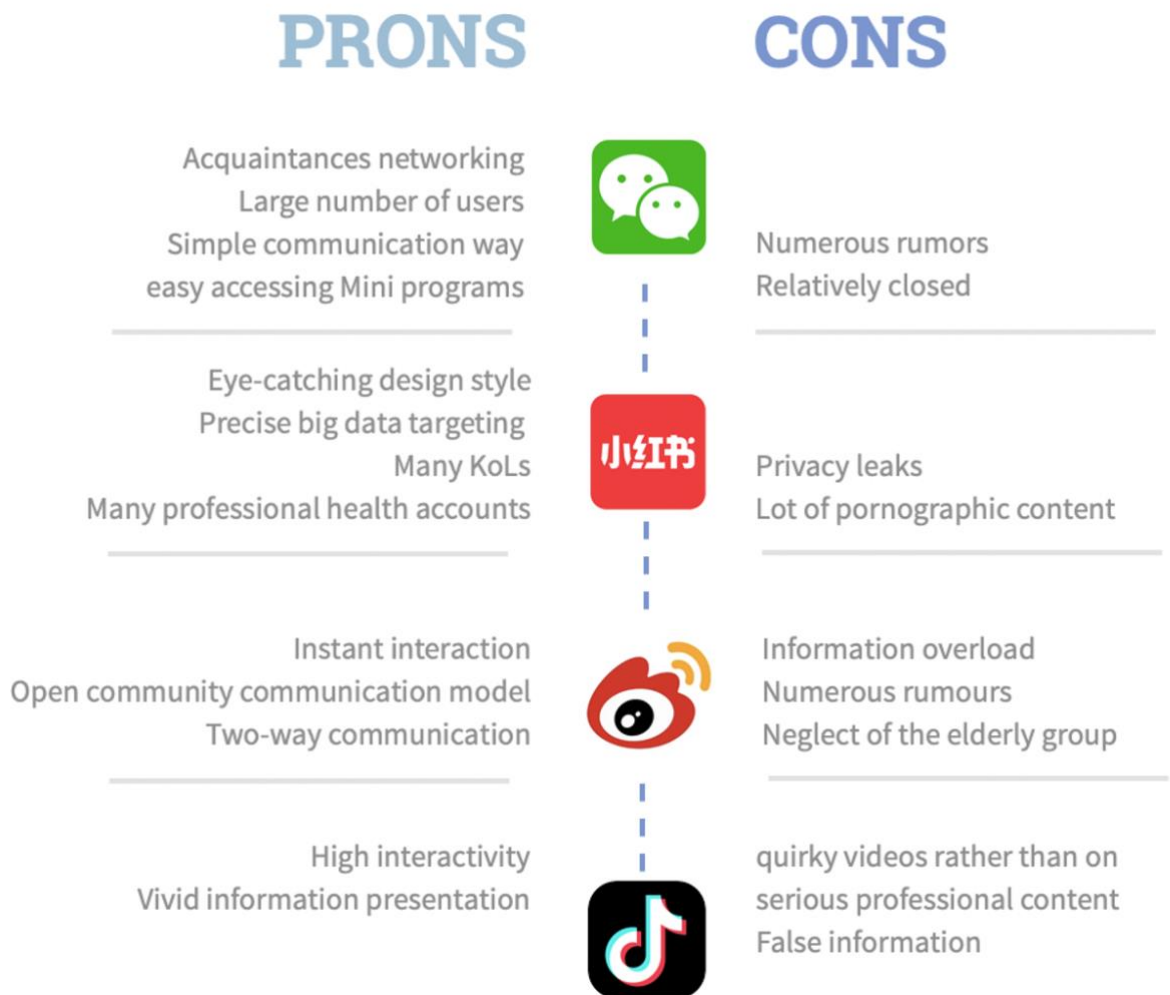 PRONS
CONS
Acquaintances networking
Large number of users
Simple communication way
easy accessing Mini programs
Numerous rumors
Relatively closed
Eye-catching design style
Precise big data targeting
Many KoLs
Many professional health accounts
小红书
Privacy leaks
Lot of pornographic content
Instant interaction
Open community communication model
Two-way communication
Information overload
Numerous rumours
Neglect of the elderly group
High interactivity
Vivid information presentation
quirky videos rather than on
serious professional content
False information